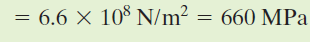 = 6.6 × 10⁸ N/m² = 660 MPa